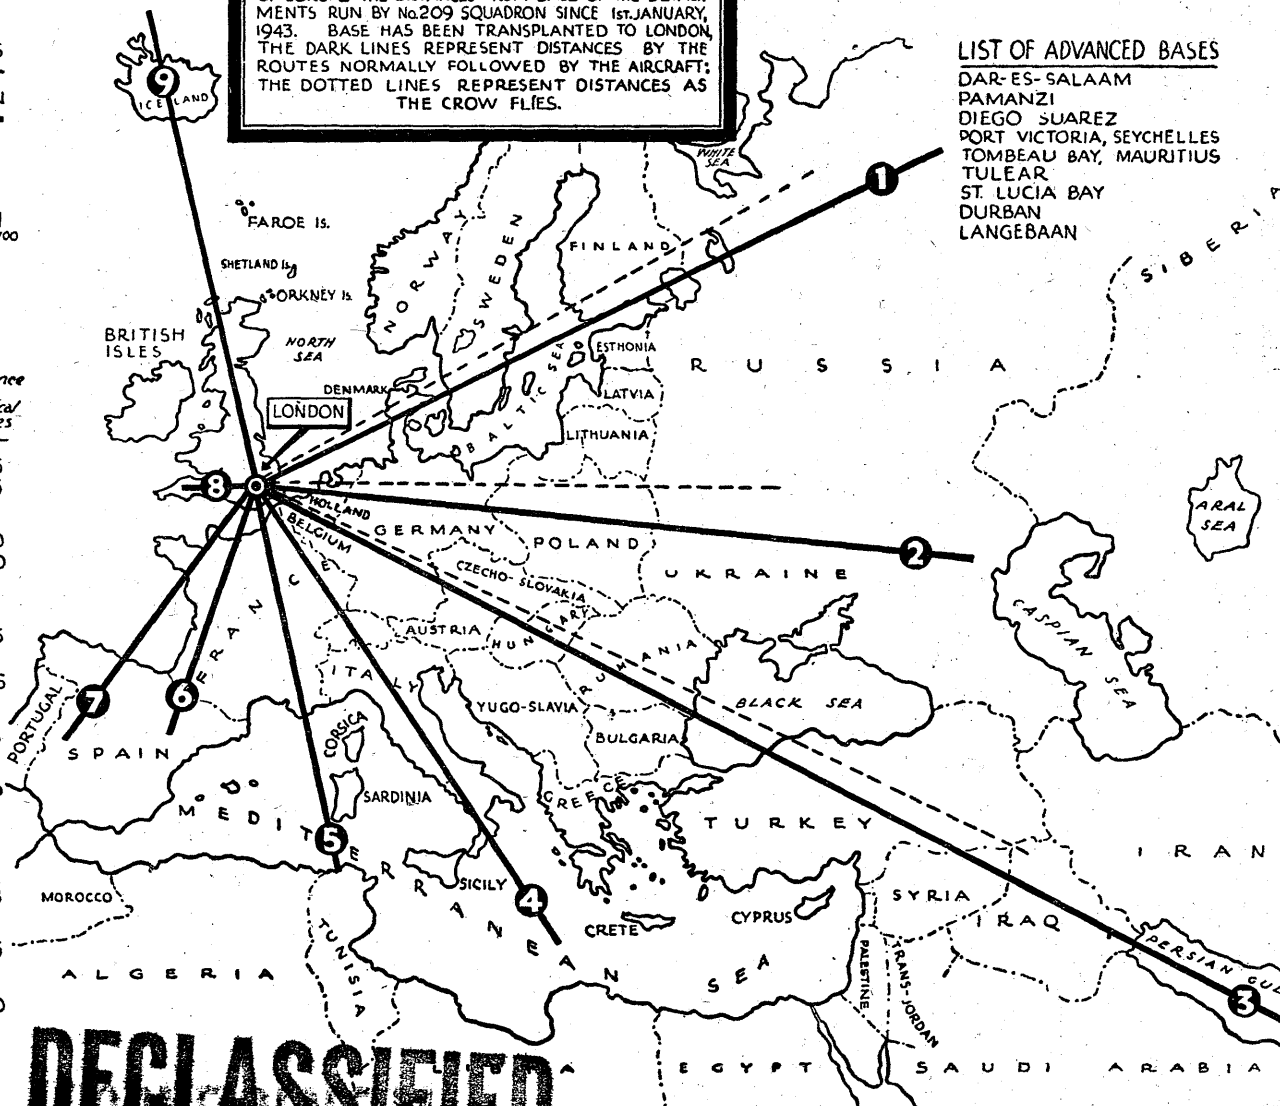 MENTS RUN BY No.209 SQUADRON SINCE 1ST.JANUARY,
1943. BASE HAS BEEN TRANSPLANTED TO LONDON,
THE DARK LINES REPRESENT DISTANCES BY THE
ROUTES NORMALLY FOLLOWED BY THE AIRCRAFT:
THE DOTTED LINES REPRESENT DISTANCES AS
THE CROW FLIES.
LIST OF ADVANCED BASES
DAR-ES-SALAAM
PAMANZI
DIEGO SUAREZ
PORT VICTORIA, SEYCHELLES
TOMBEAU BAY, MAURITIUS
TULEAR
ST. LUCIA BAY
DURBAN
LANGEBAAN
9
ICELAND
WHITE
SEA
1
FAROE Is.
SHETLAND Is.
ORKNEY Is.
NORWAY
SWEDEN
FINLAND
SIBERIA
BRITISH
ISLES
NORTH
SEA
ESTHONIA
RUSSIA
DENMARK
LATVIA
LONDON
BALTIC SEA
LITHUANIA
8
HOLLAND
BELGIUM
GERMANY
POLAND
2
ARAL
SEA
CZECHO-SLOVAKIA
UKRAINE
FRANCE
AUSTRIA
HUNGARY
RUMANIA
CASPIAN SEA
ITALY
7
6
PORTUGAL
SPAIN
CORSICA
YUGO-SLAVIA
BLACK SEA
BULGARIA
SARDINIA
GREECE
TURKEY
MEDITERRANEAN SEA
5
IRAN
MOROCCO
SICILY
4
CRETE
CYPRUS
SYRIA
IRAQ
PERSIAN GUL
3
ALGERIA
TUNISIA
PALESTINE
TRANS-JORDAN
EGYPT
SAUDI ARABIA
DECLASSIFIED